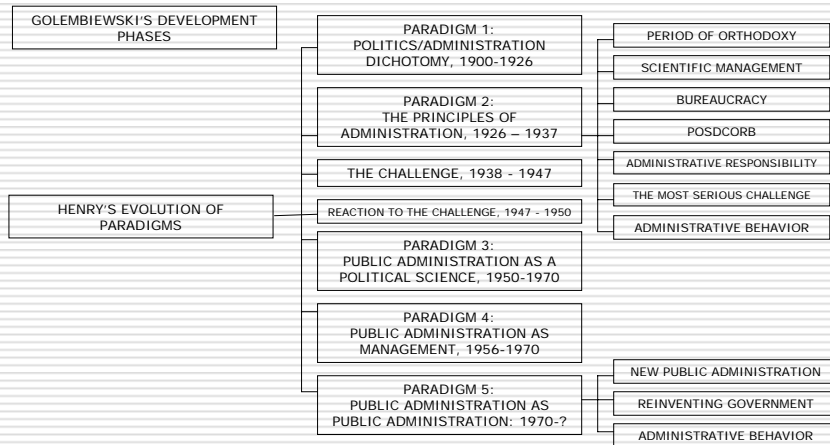 GOLEMBIEWSKI'S DEVELOPMENT
PHASES
HENRY'S EVOLUTION OF
PARADIGMS
PARADIGM 1:
POLITICS/ADMINISTRATION
DICHOTOMY, 1900-1926
PARADIGM 2:
THE PRINCIPLES OF
ADMINISTRATION, 1926 – 1937
THE CHALLENGE, 1938 - 1947
REACTION TO THE CHALLENGE, 1947 - 1950
PARADIGM 3:
PUBLIC ADMINISTRATION AS A
POLITICAL SCIENCE, 1950-1970
PARADIGM 4:
PUBLIC ADMINISTRATION AS
MANAGEMENT, 1956-1970
PARADIGM 5:
PUBLIC ADMINISTRATION AS
PUBLIC ADMINISTRATION: 1970-?
PERIOD OF ORTHODOXY
SCIENTIFIC MANAGEMENT
BUREAUCRACY
POSDCORB
ADMINISTRATIVE RESPONSIBILITY
THE MOST SERIOUS CHALLENGE
ADMINISTRATIVE BEHAVIOR
NEW PUBLIC ADMINISTRATION
REINVENTING GOVERNMENT
ADMINISTRATIVE BEHAVIOR